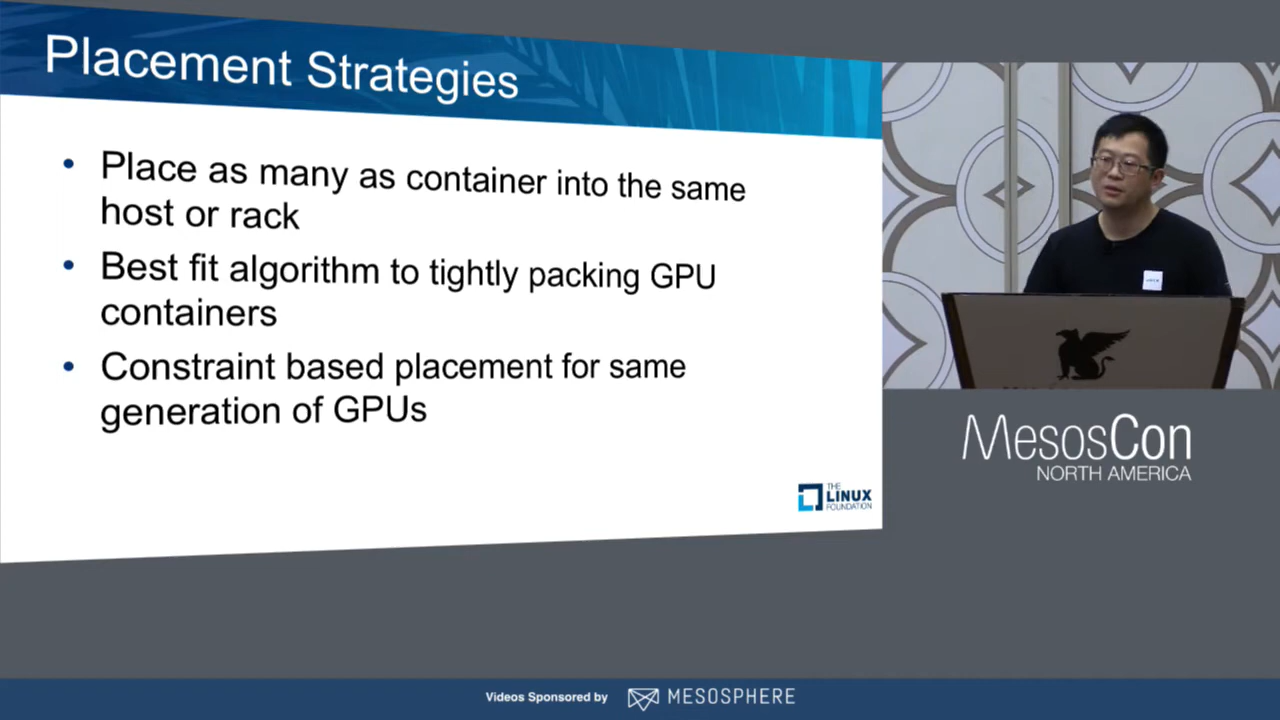 Placement Strategies
• Place as many as container into the same
host or rack
• Best fit algorithm to tightly packing GPU
containers
• Constraint based placement for same
generation of GPUs
THE
LINUX
FOUNDATION
MesosCon
NORTH AMERICA
Videos Sponsored by MESOSPHERE